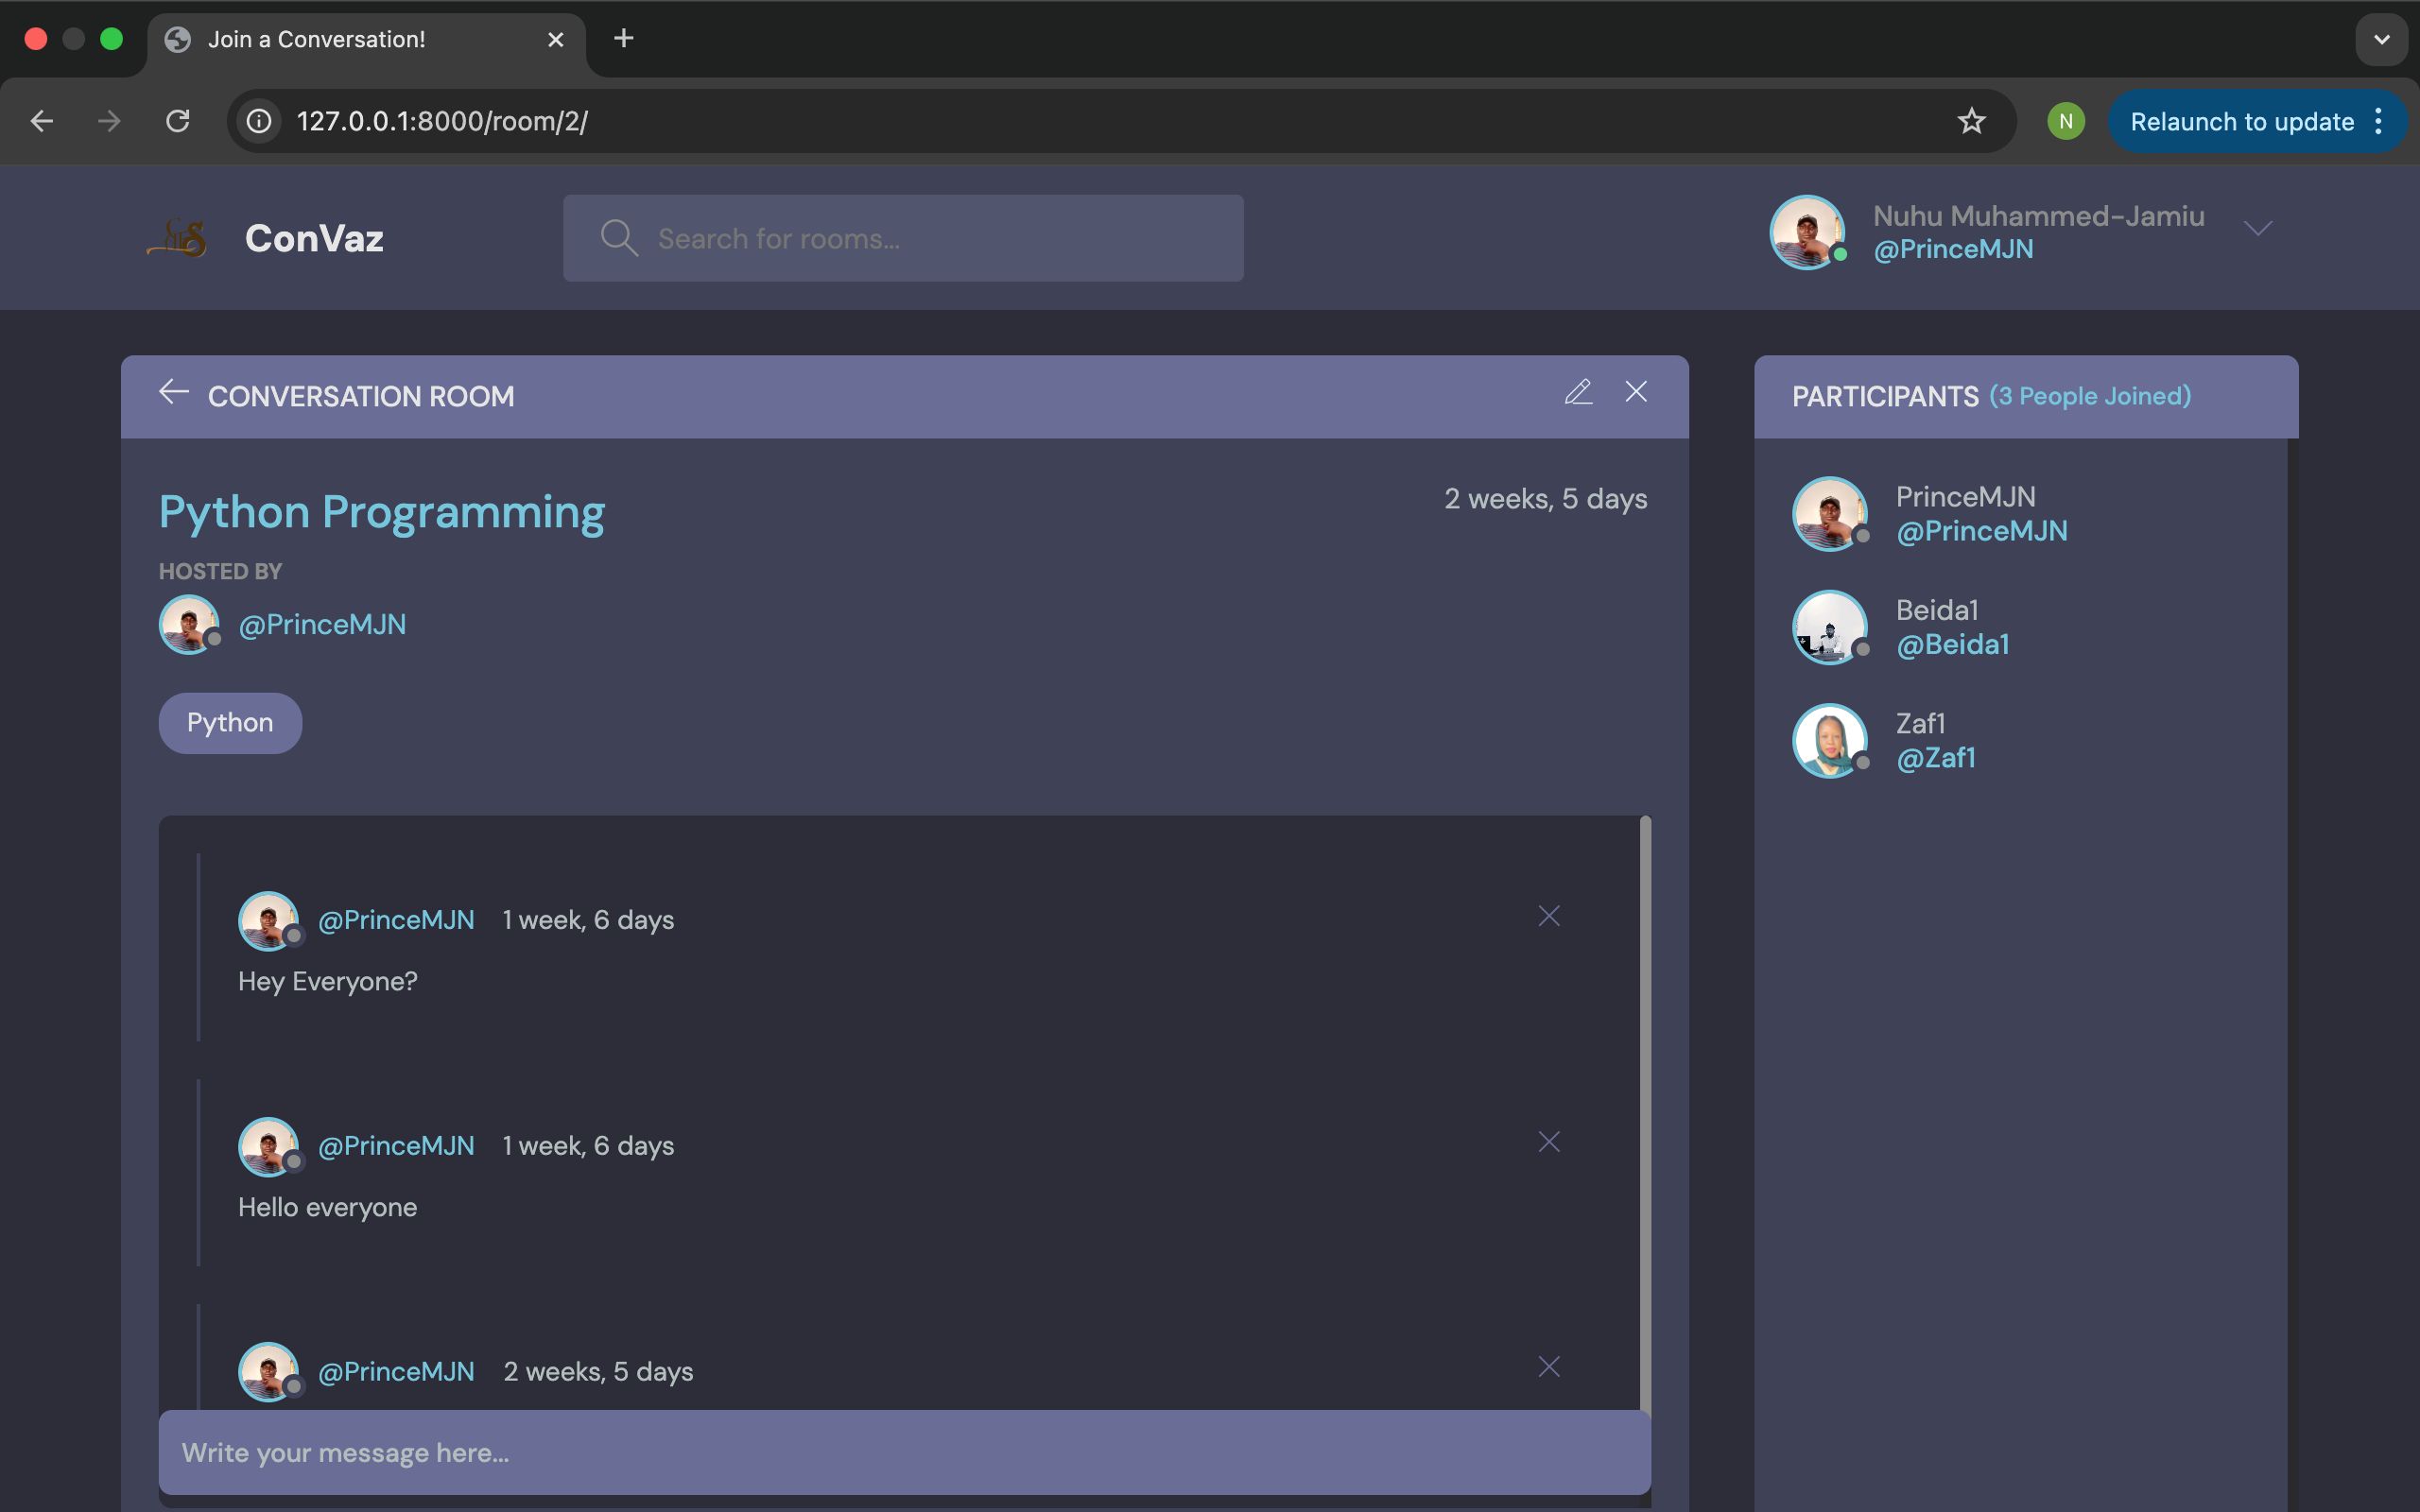 Join a Conversation!
127.0.0.1:8000/room/2/
N
Relaunch to update
ConVaz
Search for rooms...
Nuhu Muhammed-Jamiu
@PrinceMJN
CONVERSATION ROOM
Python Programming
2 weeks, 5 days
HOSTED BY
@PrinceMJN
Python
@PrinceMJN 1 week, 6 days
Hey Everyone?
@PrinceMJN 1 week, 6 days
Hello everyone
@PrinceMJN 2 weeks, 5 days
Write your message here...
PARTICIPANTS (3 People Joined)
PrinceMJN
@PrinceMJN
Beida1
@Beida1
Zaf1
@Zaf1